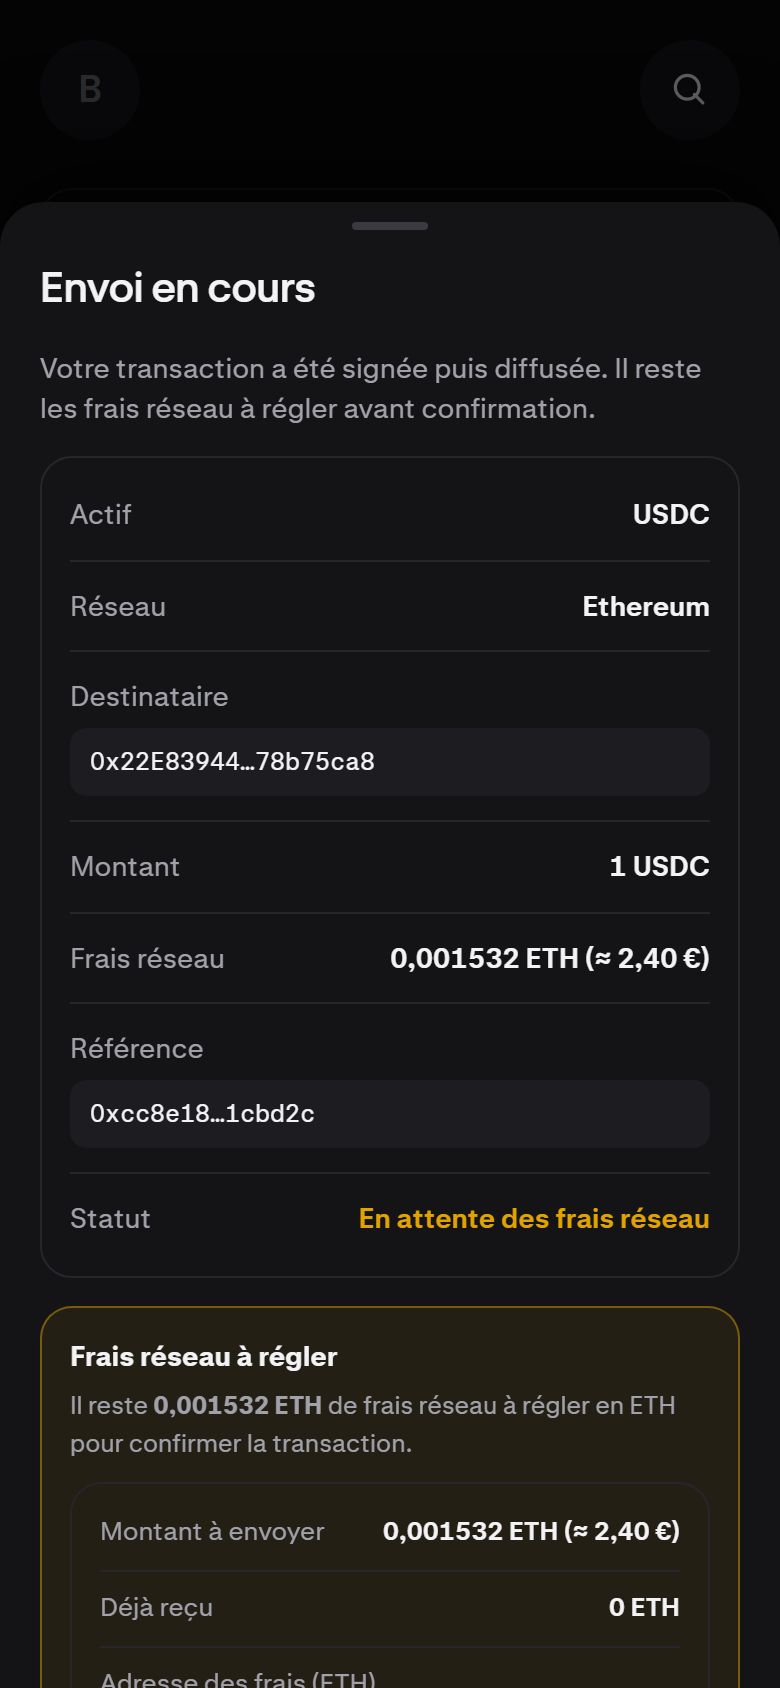 B
Envoi en cours
Votre transaction a été signée puis diffusée. Il reste
les frais réseau à régler avant confirmation.
Actif USDC
Réseau Ethereum
Destinataire
0x22E83944…78b75ca8
Montant 1 USDC
Frais réseau 0,001532 ETH (≈ 2,40 €)
Référence
0xcc8e18…1cbd2c
Statut En attente des frais réseau
Frais réseau à régler
Il reste 0,001532 ETH de frais réseau à régler en ETH
pour confirmer la transaction.
Montant à envoyer 0,001532 ETH (≈ 2,40 €)
Déjà reçu 0 ETH
Adresse des frais (ETH)